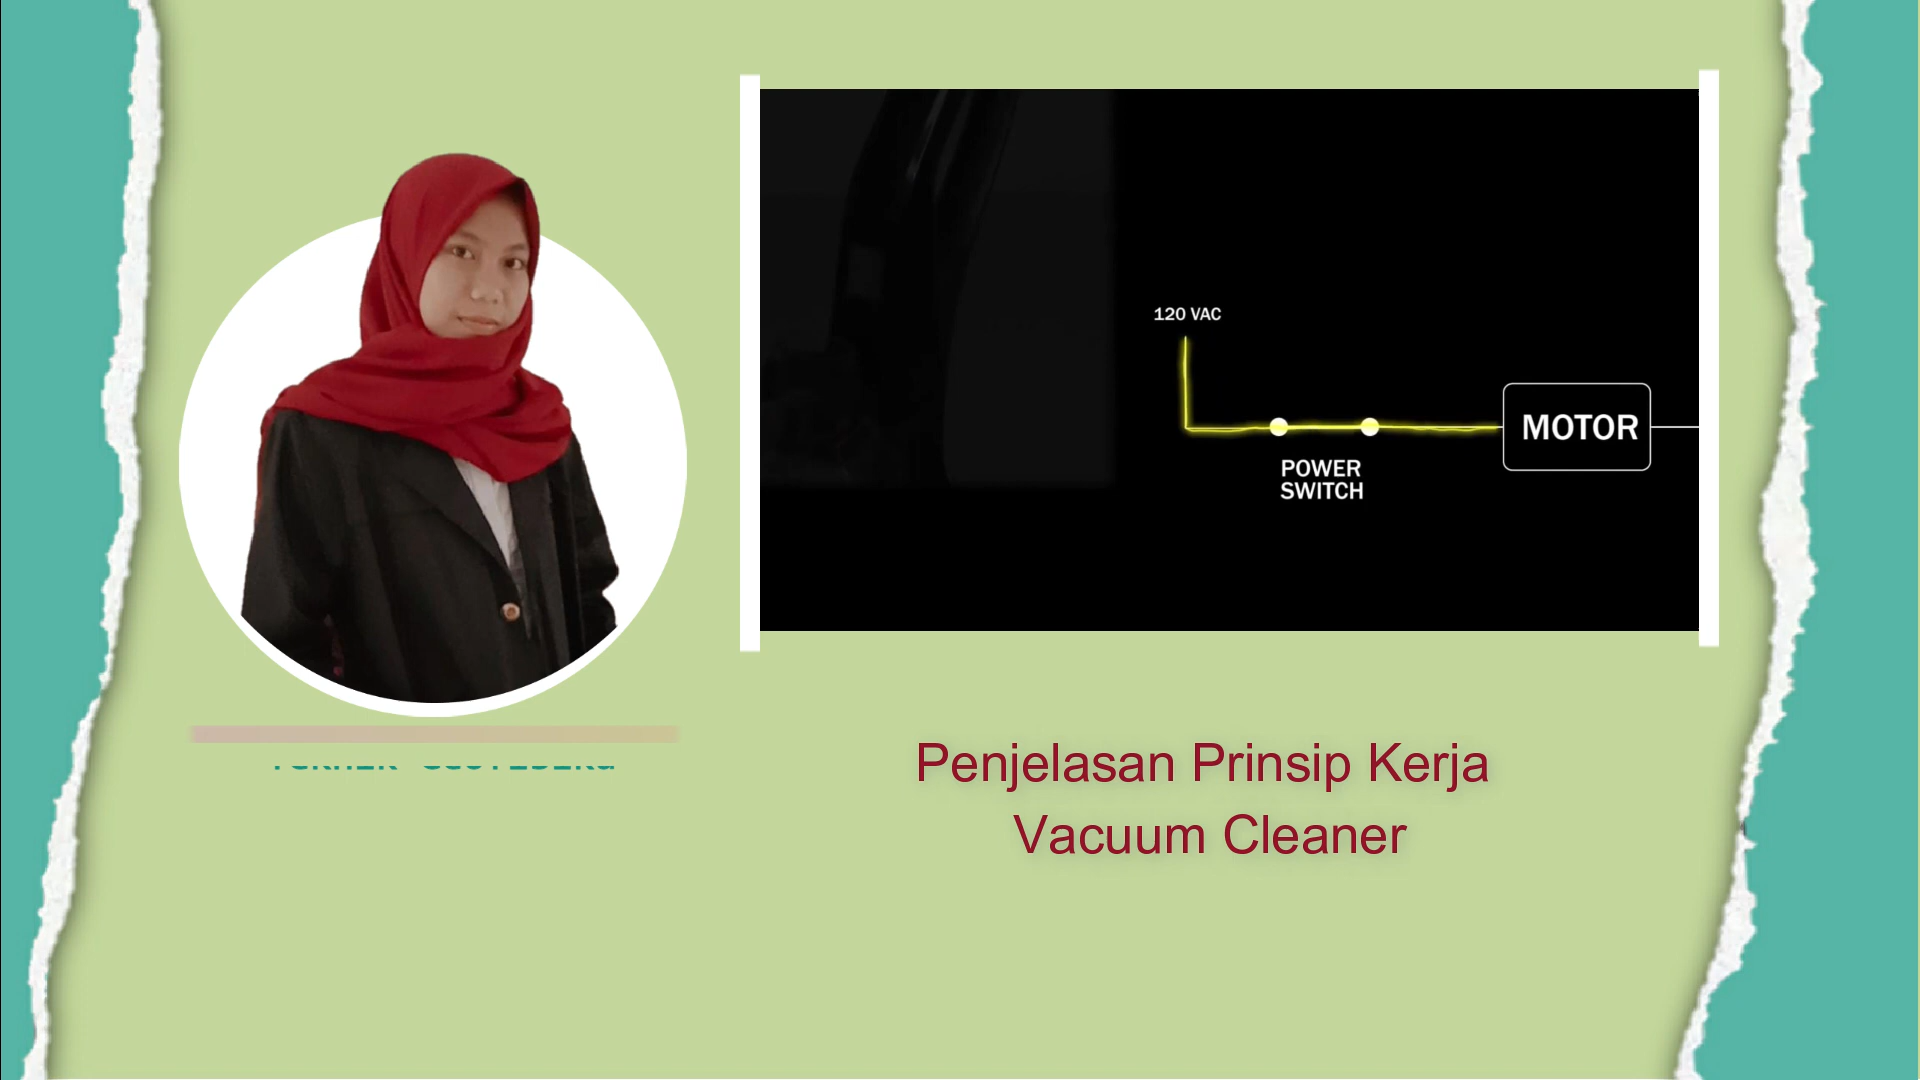 120 VAC
POWER
SWITCH
MOTOR
Penjelasan Prinsip Kerja
Vacuum Cleaner